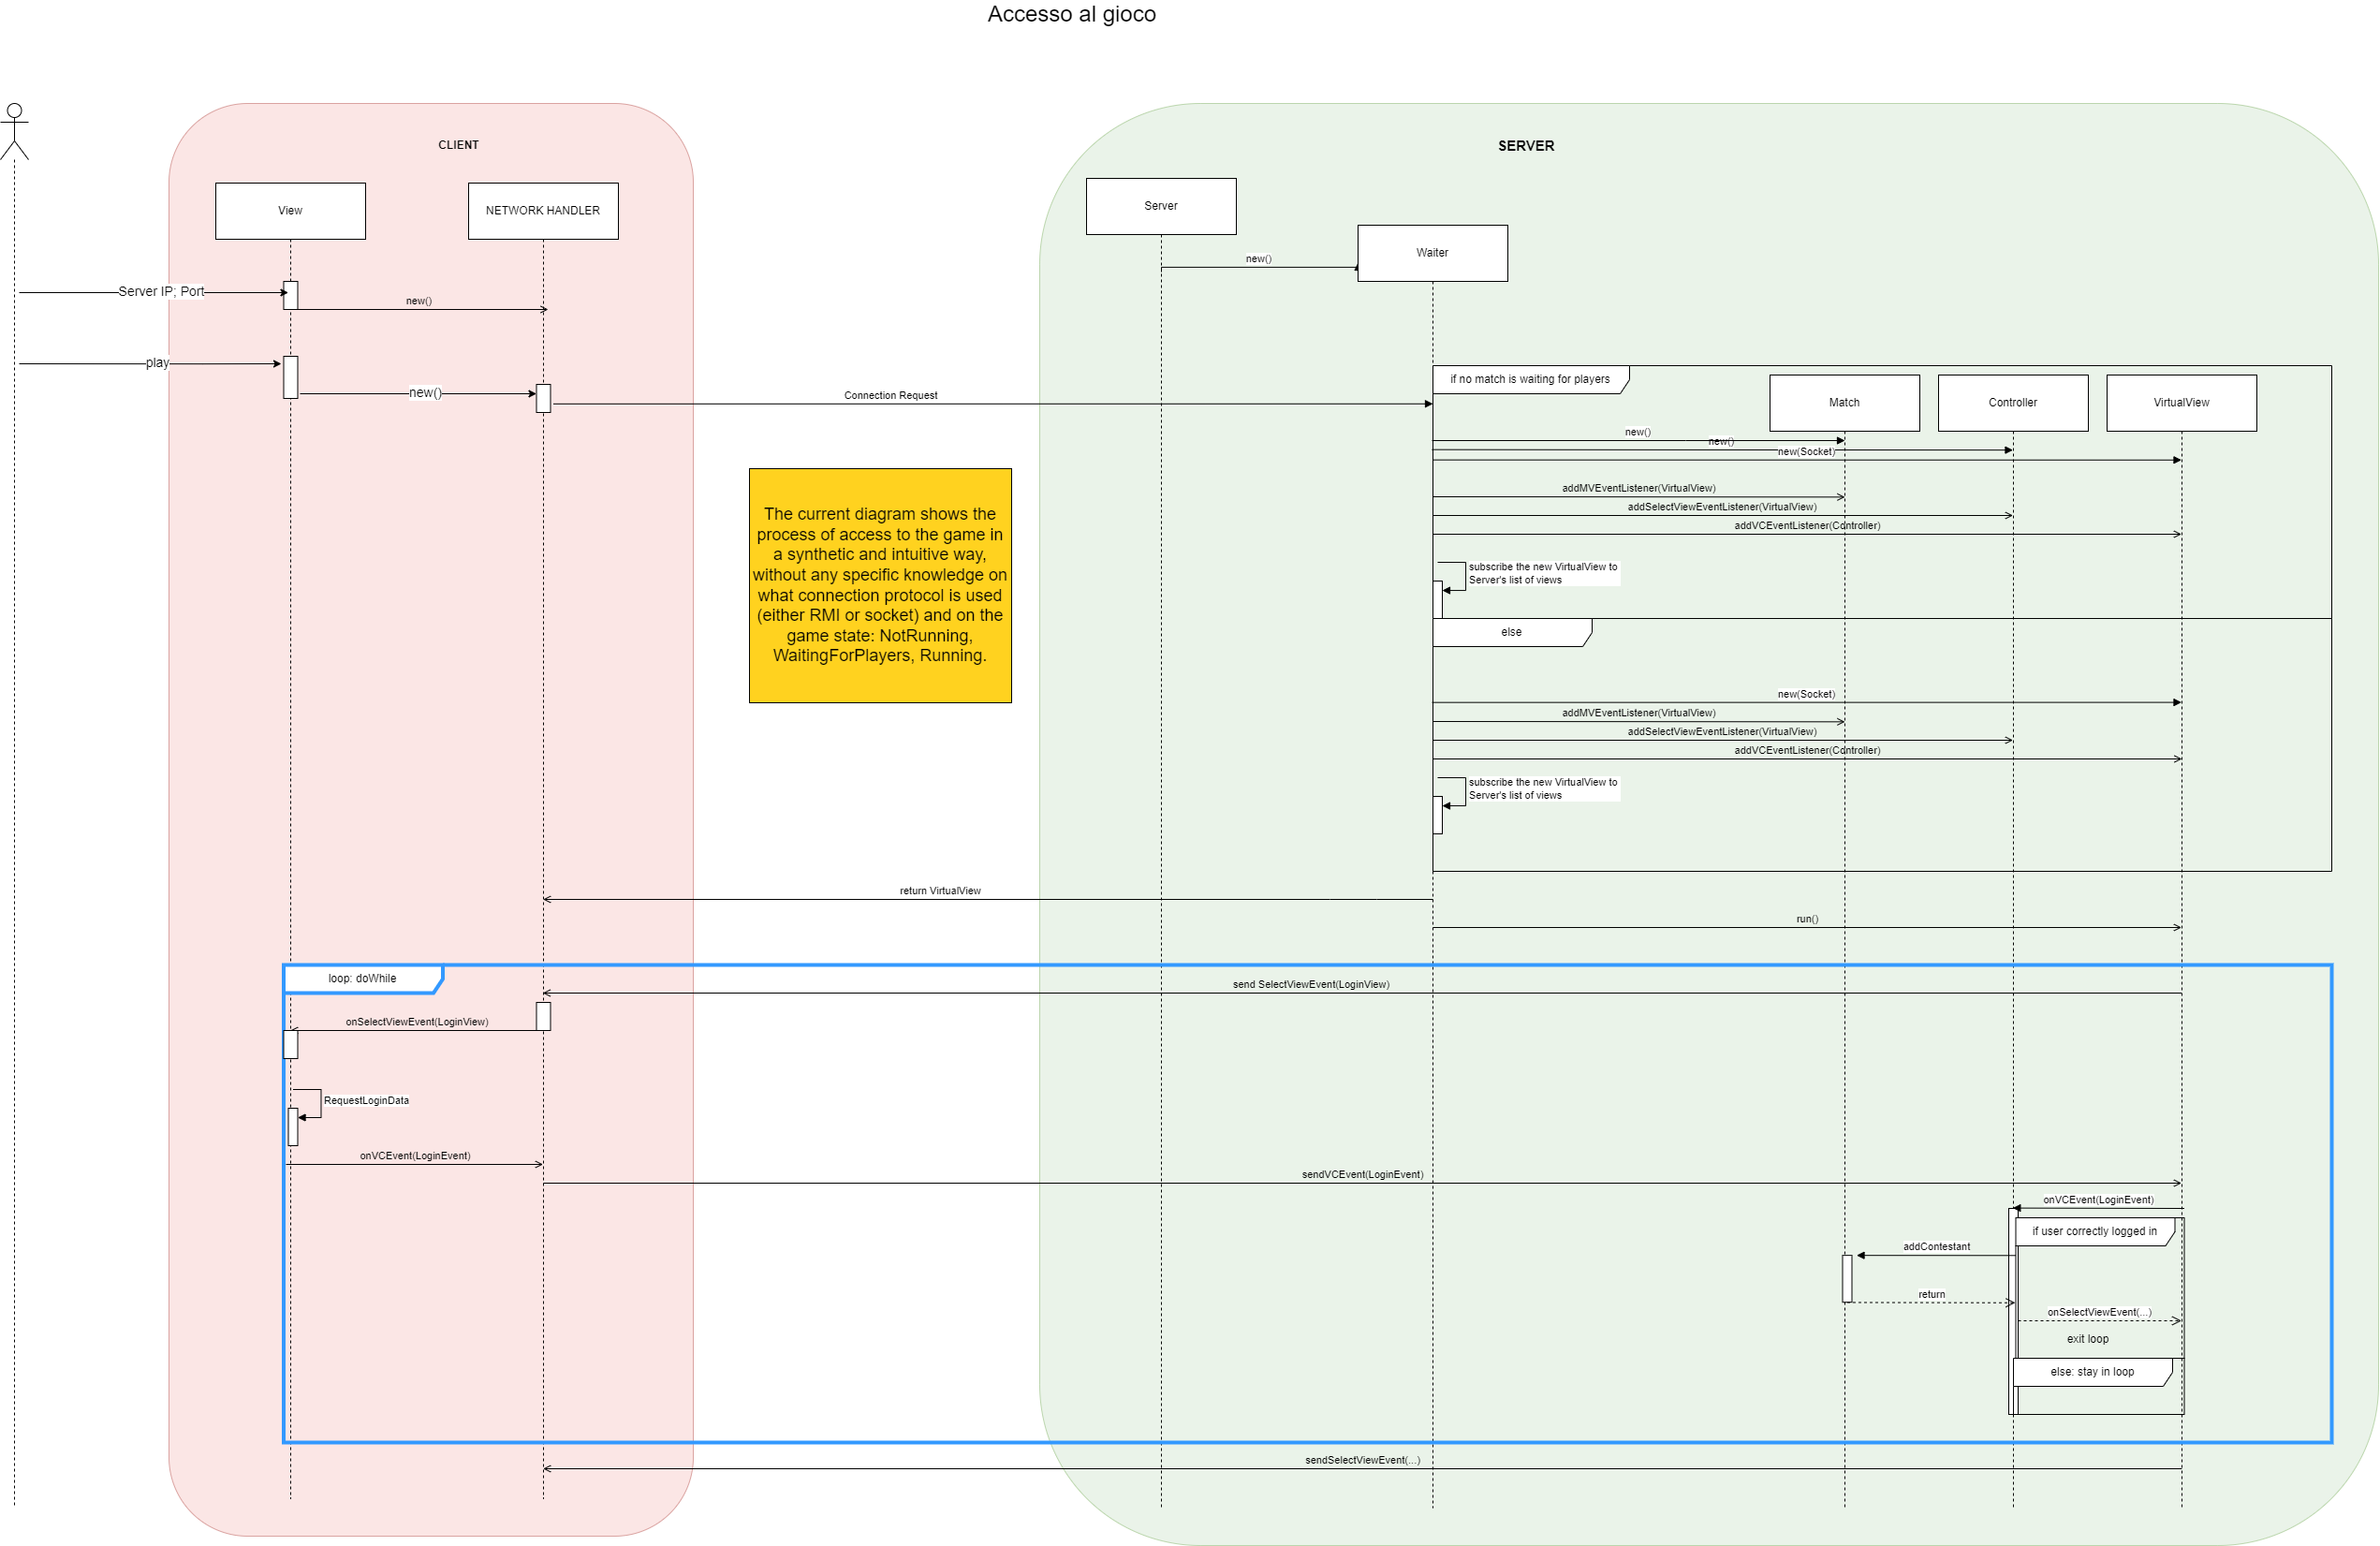 Accesso al gioco
CLIENT
SERVER
View
NETWORK HANDLER
Server
Waiter
new()
Server IP; Port
new()
play
new()
Connection Request
if no match is waiting for players
Match
Controller
VirtualView
new()
new()
new(Socket)
addMVEventListener(VirtualView)
addSelectViewEventListener(VirtualView)
addVCEventListener(Controller)
The current diagram shows the
process of access to the game in
a synthetic and intuitive way,
without any specific knowledge on
what connection protocol is used
(either RMI or socket) and on the
game state: NotRunning,
WaitingForPlayers, Running.
subscribe the new VirtualView to
Server's list of views
else
new(Socket)
addMVEventListener(VirtualView)
addSelectViewEventListener(VirtualView)
addVCEventListener(Controller)
subscribe the new VirtualView to
Server's list of views
return VirtualView
run()
loop: doWhile
send SelectViewEvent(LoginView)
onSelectViewEvent(LoginView)
RequestLoginData
onVCEvent(LoginEvent)
sendVCEvent(LoginEvent)
onVCEvent(LoginEvent)
if user correctly logged in
addContestant
return
onSelectViewEvent(...)
exit loop
else: stay in loop
sendSelectViewEvent(...)